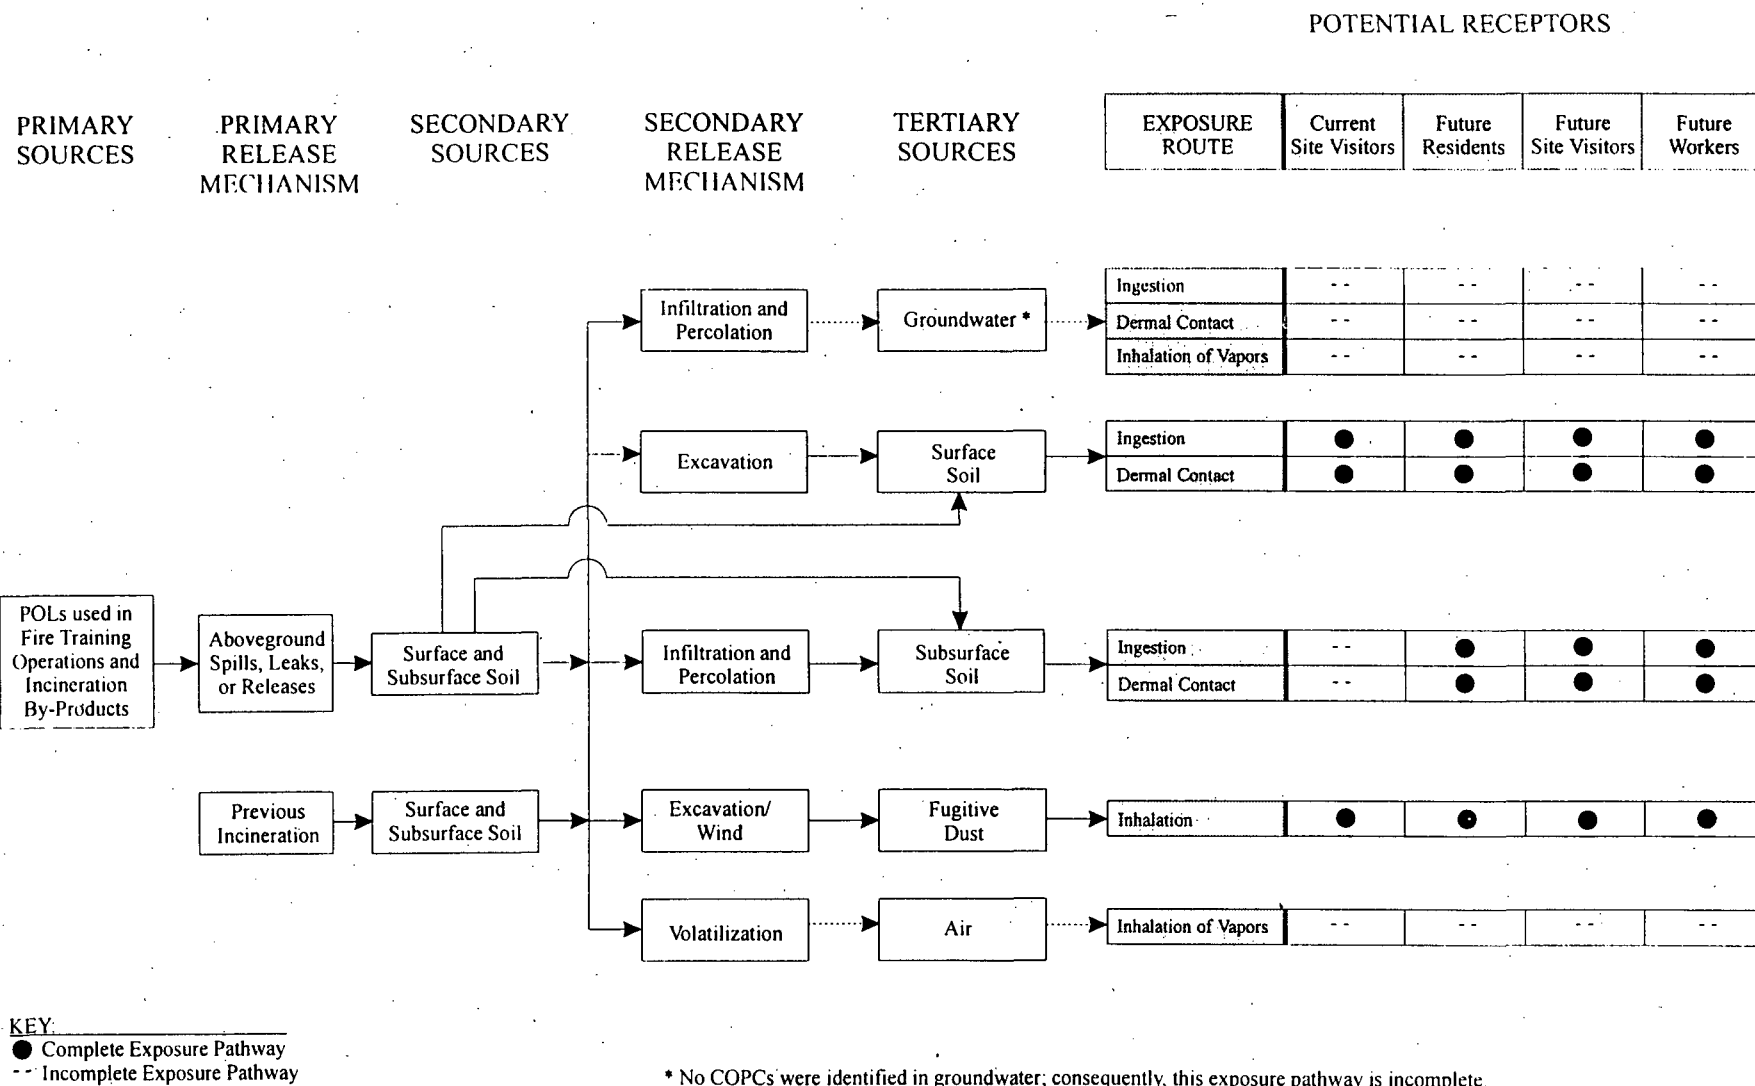 POTENTIAL RECEPTORS
PRIMARY
SOURCES
PRIMARY
RELEASE
MECHANISM
SECONDARY
SOURCES
SECONDARY
RELEASE
MECHANISM
TERTIARY
SOURCES
EXPOSURE
ROUTE
Current
Site Visitors
Future
Residents
Future
Site Visitors
Future
Workers
Infiltration and
Percolation
Groundwater *
Ingestion -- -- -- --
Dermal Contact -- -- -- --
Inhalation of Vapors -- -- -- --
Excavation
Surface
Soil
Ingestion ● ● ● ●
Dermal Contact ● ● ● ●
POLs used in
Fire Training
Operations and
Incineration
By-Products
Aboveground
Spills, Leaks,
or Releases
Surface and
Subsurface Soil
Infiltration and
Percolation
Subsurface
Soil
Ingestion -- ● ● ●
Dermal Contact -- ● ● ●
Previous
Incineration
Surface and
Subsurface Soil
Excavation/
Wind
Fugitive
Dust
Inhalation ● ● ● ●
Volatilization
Air
Inhalation of Vapors -- -- -- --
KEY:
● Complete Exposure Pathway
-- Incomplete Exposure Pathway
* No COPCs were identified in groundwater; consequently, this exposure pathway is incomplete.